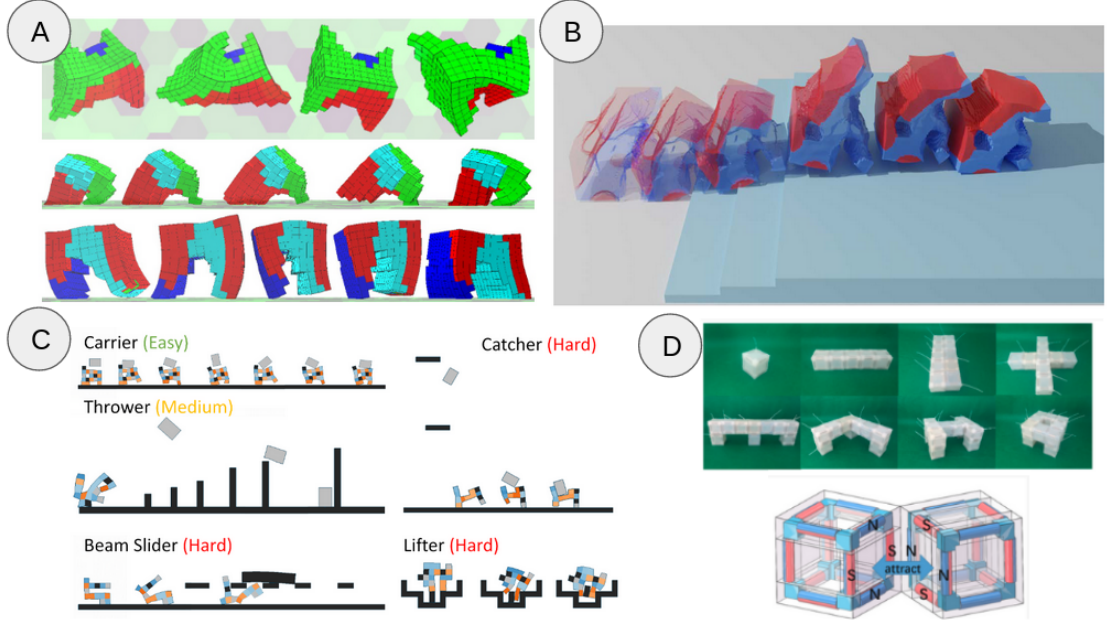 A
B
C
Carrier (Easy)
Catcher (Hard)
Thrower (Medium)
Beam Slider (Hard)
Lifter (Hard)
D
N
S
S
N
attract
S
N
N
S